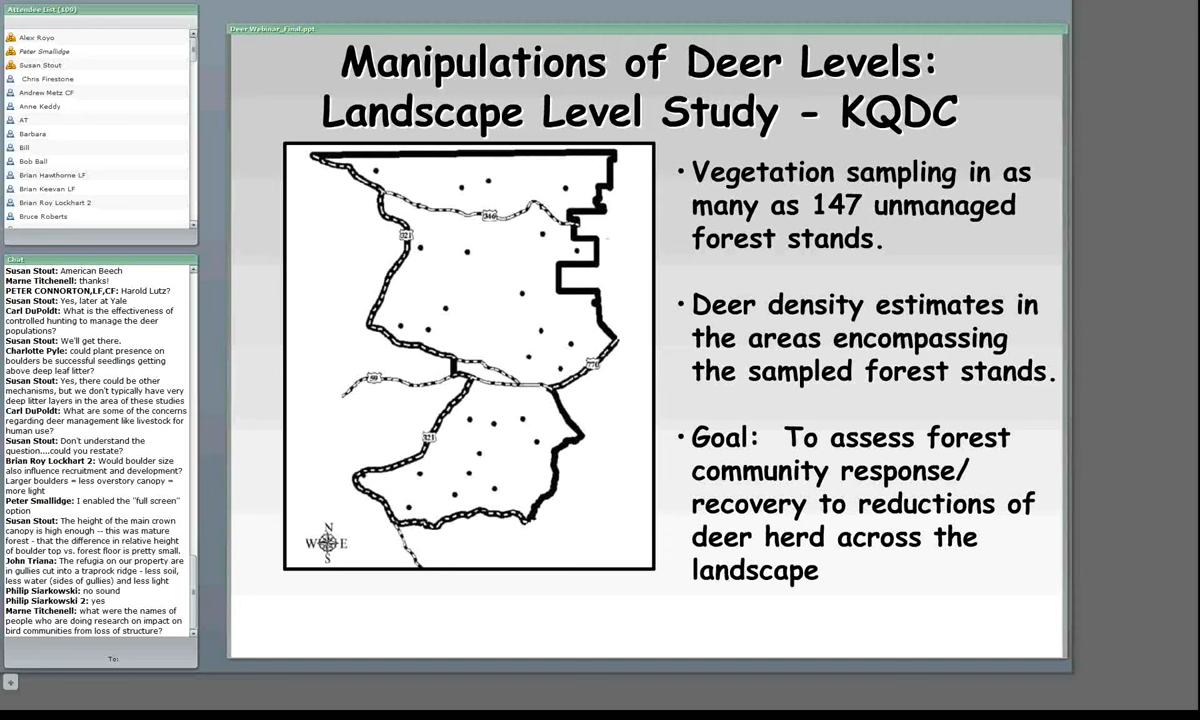 Attendee List (109)
Alex Royo
Peter Smallidge
Susan Stout
Chris Firestone
Andrew Metz CF
Anne Keddy
AT
Barbara
Bill
Bob Ball
Brian Hawthorne LF
Brian Keevan LF
Brian Roy Lockhart 2
Bruce Roberts
Chat
Susan Stout: American Beech
Marne Titchenell: thanks!
PETER CONNORTON,LF,CF: Harold Lutz?
Susan Stout: Yes, later at Yale
Carl DuPoldt: What is the effectiveness of
controlled hunting to manage the deer
populations?
Susan Stout: We'll get there.
Charlotte Pyle: could plant presence on
boulders be successful seedlings getting
above deep leaf litter?
Susan Stout: Yes, there could be other
mechanisms, but we don't typically have very
deep litter layers in the area of these studies
Carl DuPoldt: What are some of the concerns
regarding deer management like livestock for
human use?
Susan Stout: Don't understand the
question....could you restate?
Brian Roy Lockhart 2: Would boulder size
also influence recruitment and development?
Larger boulders = less overstory canopy =
more light
Peter Smallidge: I enabled the "full screen"
option
Susan Stout: The height of the main crown
canopy is high enough -- this was mature
forest - that the difference in relative height
of boulder top vs. forest floor is pretty small.
John Triana: The refugia on our property are
in gullies cut into a traprock ridge - less soil,
less water (sides of gullies) and less light
Philip Siarkowski: no sound
Philip Siarkowski 2: yes
Marne Titchenell: what were the names of
people who are doing research on impact on
bird communities from loss of structure?
To:
Deer Webinar_Final.ppt
Manipulations of Deer Levels:
Landscape Level Study - KQDC
346
321
59
770
321
N
W E
S
• Vegetation sampling in as
many as 147 unmanaged
forest stands.
• Deer density estimates in
the areas encompassing
the sampled forest stands.
• Goal: To assess forest
community response/
recovery to reductions of
deer herd across the
landscape